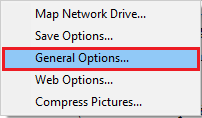 Map Network Drive...
Save Options...
General Options...
Web Options...
Compress Pictures...